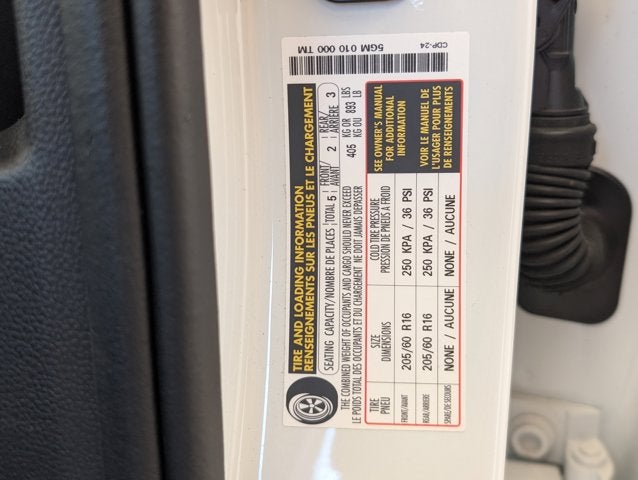 TIRE AND LOADING INFORMATION
RENSEIGNEMENTS SUR LES PNEUS ET LE CHARGEMENT
SEATING CAPACITY/NOMBRE DE PLACES TOTAL 5 FRONT/AVANT 2 REAR/ARRIÈRE 3
THE COMBINED WEIGHT OF OCCUPANTS AND CARGO SHOULD NEVER EXCEED 405 KG OR 893 LBS
LE POIDS TOTAL DES OCCUPANTS ET DU CHARGEMENT NE DOIT JAMAIS DEPASSER KG OU LB
TIRE PNEU SIZE DIMENSIONS COLD TIRE PRESSURE PRESSION DE PNEUS À FROID
FRONT/AVANT 205/60 R16 250 KPA / 36 PSI
REAR/ARRIÈRE 205/60 R16 250 KPA / 36 PSI
SPARE/DE SECOURS NONE / AUCUNE NONE / AUCUNE
SEE OWNER'S MANUAL
FOR ADDITIONAL
INFORMATION
VOIR LE MANUEL DE
L'USAGER POUR PLUS
DE RENSEIGNEMENTS
5GM 010 000 TM
CDP-24